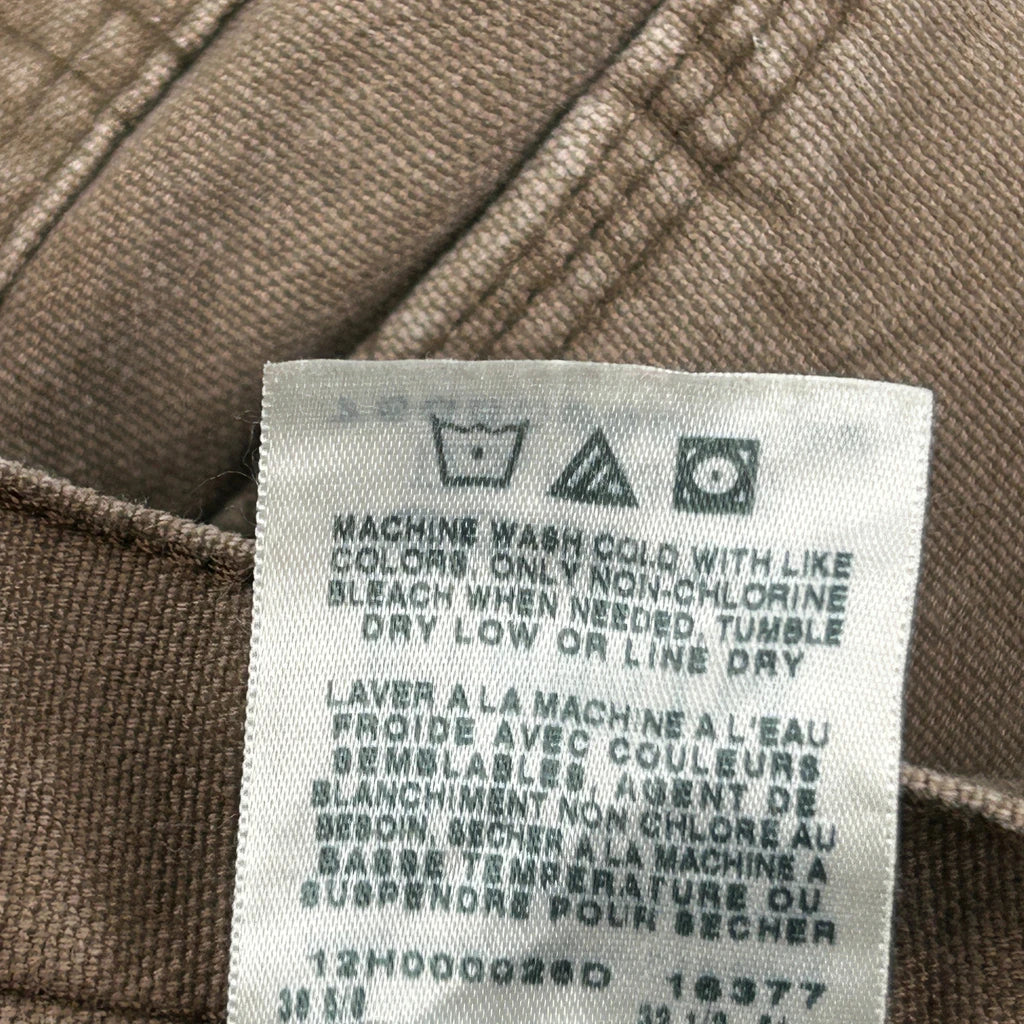 MACHINE WASH COLD WITH LIKE
COLORS, ONLY NON-CHLORINE
BLEACH WHEN NEEDED, TUMBLE
DRY LOW OR LINE DRY
LAVER A LA MACHINE A L'EAU
FROIDE AVEC COULEURS
SEMBLABLES, AGENT DE
BLANCHIMENT NON CHLORE AU
BESOIN, SECHER A LA MACHINE A
BASSE TEMPERATURE OU
SUSPENDRE POUR SECHER
12H000026D 16377